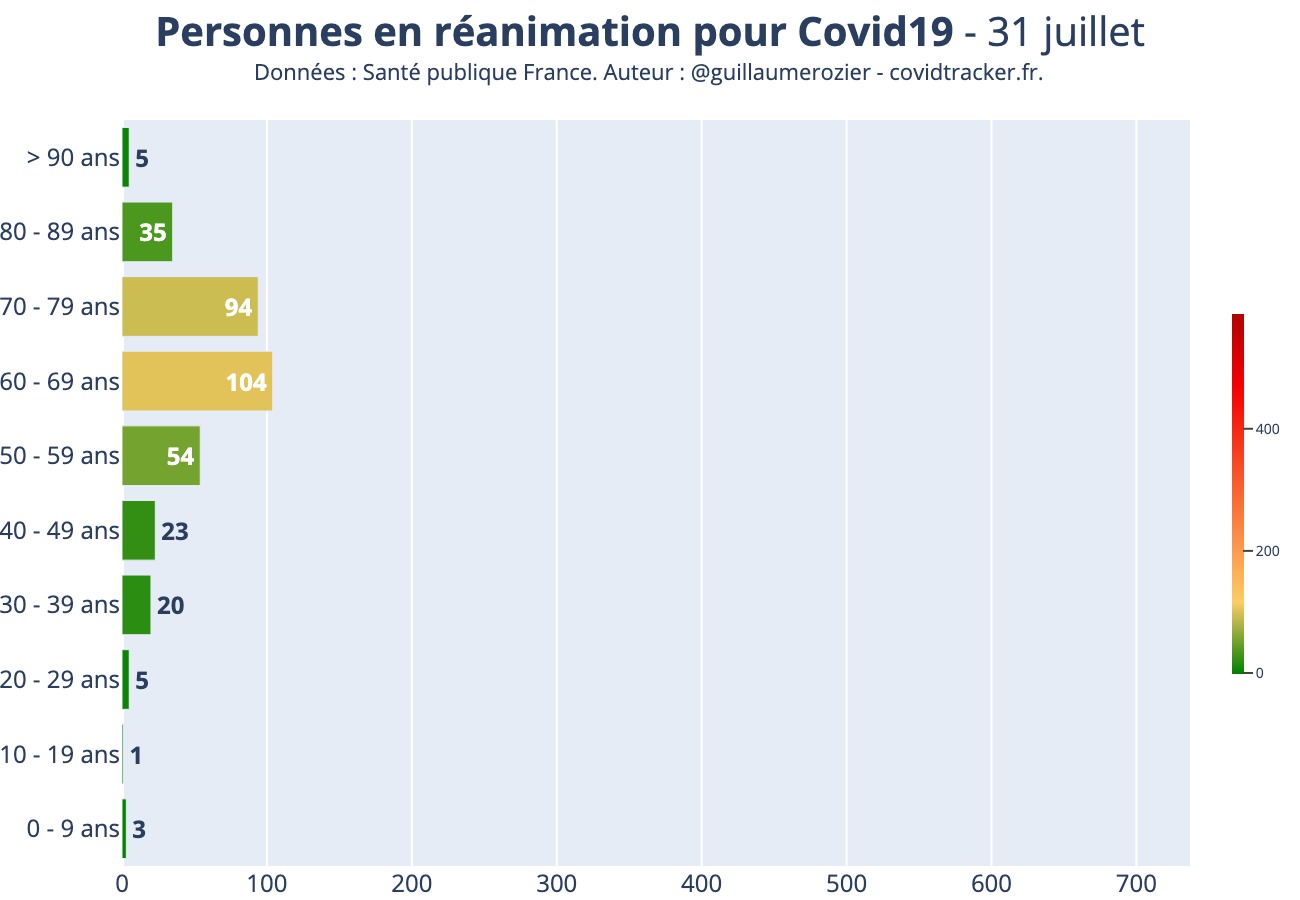 Personnes en réanimation pour Covid19 - 31 juillet
Données : Santé publique France. Auteur : @guillaumerozier - covidtracker.fr.
> 90 ans 5
80 - 89 ans 35
70 - 79 ans 94
60 - 69 ans 104
50 - 59 ans 54
40 - 49 ans 23
30 - 39 ans 20
20 - 29 ans 5
10 - 19 ans 1
0 - 9 ans 3
0 100 200 300 400 500 600 700
400
200
0